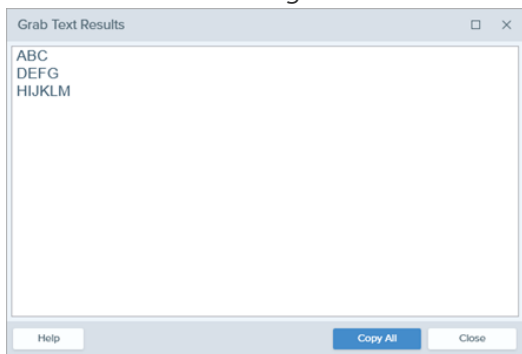 Grab Text Results
ABC
DEFG
HIJKLM
Help
Copy All
Close